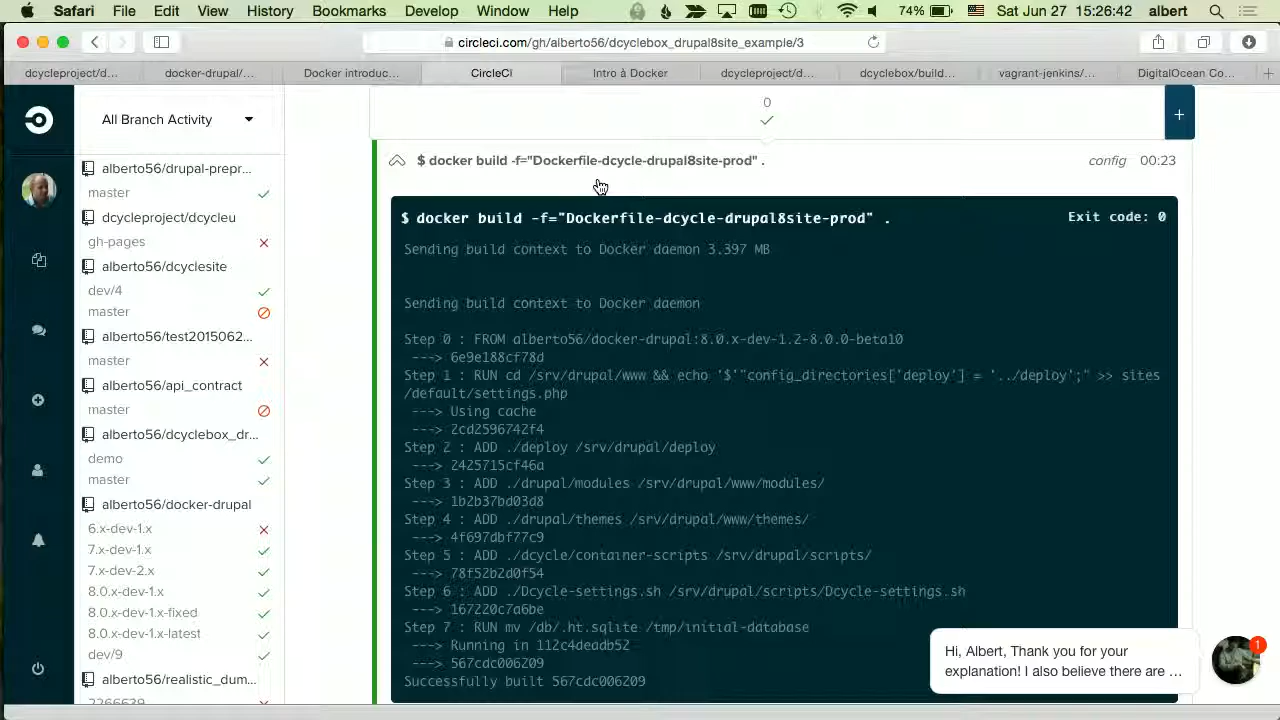 Safari File Edit View History Bookmarks Develop Window Help 74% Sat Jun 27 15:26:42 albert
circleci.com/gh/alberto56/dcyclebox_drupal8site_example/3
dcycleproject/d... docker-drupal/... Docker introduc... CircleCI Intro à Docker dcycleproject/... dcyclebox/build... vagrant-jenkins/... DigitalOcean Co... +
All Branch Activity
alberto56/drupal-prepr...
master
dcycleproject/dcycleu
gh-pages
alberto56/dcyclesite
dev/4
master
alberto56/test2015062...
master
alberto56/api_contract
master
alberto56/dcyclebox_dr...
demo
master
alberto56/docker-drupal
6.x-dev-1.x
7.x-dev-1.x
7.x-dev-2.x
8.0.x-dev-1.x
8.0.x-dev-1.x-fixed
8.0.x-dev-1.x-latest
dev/9
alberto56/realistic_dum...
2266639
0
+
$ docker build -f="Dockerfile-dcycle-drupal8site-prod" . config 00:23
$ docker build -f="Dockerfile-dcycle-drupal8site-prod" . Exit code: 0
Sending build context to Docker daemon 3.397 MB
Sending build context to Docker daemon
Step 0 : FROM alberto56/docker-drupal:8.0.x-dev-1.2-8.0.0-beta10
---> 6e9e188cf78d
Step 1 : RUN cd /srv/drupal/www && echo '$'"config_directories['deploy'] = '../deploy';" >> sites
/default/settings.php
---> Using cache
---> 2cd2596742f4
Step 2 : ADD ./deploy /srv/drupal/deploy
---> 2425715cf46a
Step 3 : ADD ./drupal/modules /srv/drupal/www/modules/
---> 1b2b37bd03d8
Step 4 : ADD ./drupal/themes /srv/drupal/www/themes/
---> 4f697dbf77c9
Step 5 : ADD ./dcycle/container-scripts /srv/drupal/scripts/
---> 78f52b2d0f54
Step 6 : ADD ./Dcycle-settings.sh /srv/drupal/scripts/Dcycle-settings.sh
---> 167220c7a6be
Step 7 : RUN mv /db/.ht.sqlite /tmp/initial-database
---> Running in 112c4deadb52
---> 567cdc006209
Successfully built 567cdc006209
Hi, Albert, Thank you for your
explanation! I also believe there are ...
1